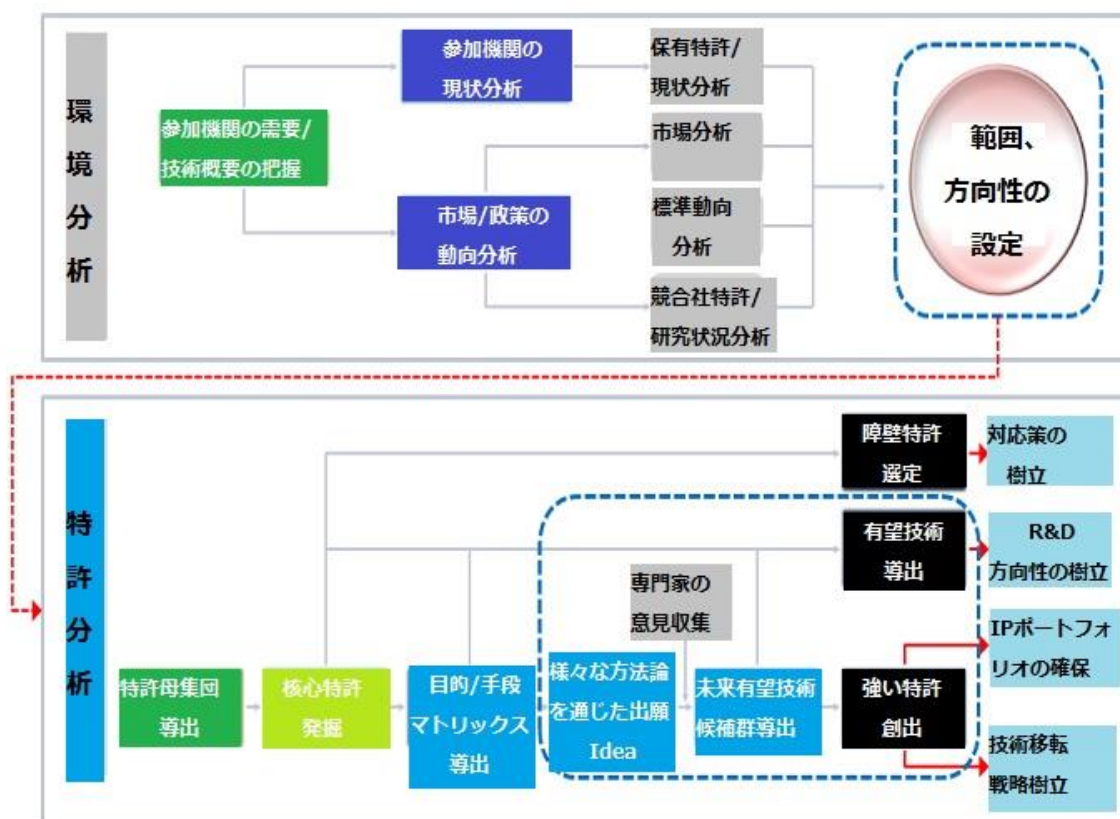 環境分析
参加機関の需要/
技術概要の把握
参加機関の
現状分析
市場/政策の
動向分析
保有特許/
現状分析
市場分析
標準動向
分析
競合社特許/
研究状況分析
範囲、
方向性の
設定
特許分析
特許母集団
導出
核心特許
発掘
目的/手段
マトリックス
導出
様々な方法論
を通じた出願
Idea
専門家の
意見収集
未来有望技術
候補群導出
障壁特許
選定
有望技術
導出
強い特許
創出
対応策の
樹立
R&D
方向性の樹立
IPポートフォ
リオの確保
技術移転
戦略樹立